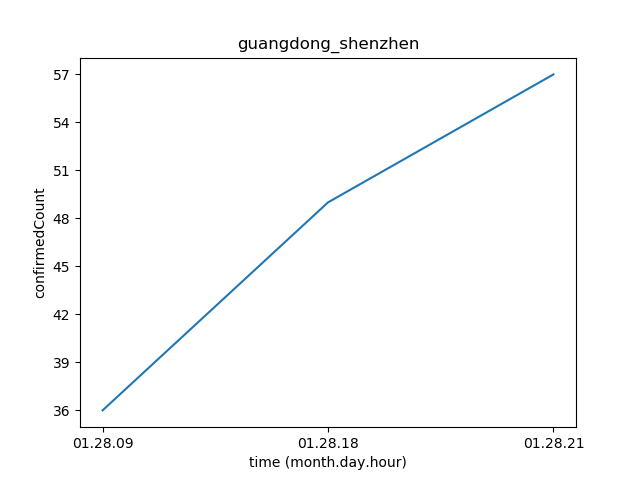 guangdong_shenzhen
57
54
51
48
45
42
39
36
confirmedCount
01.28.09 01.28.18 01.28.21
time (month.day.hour)